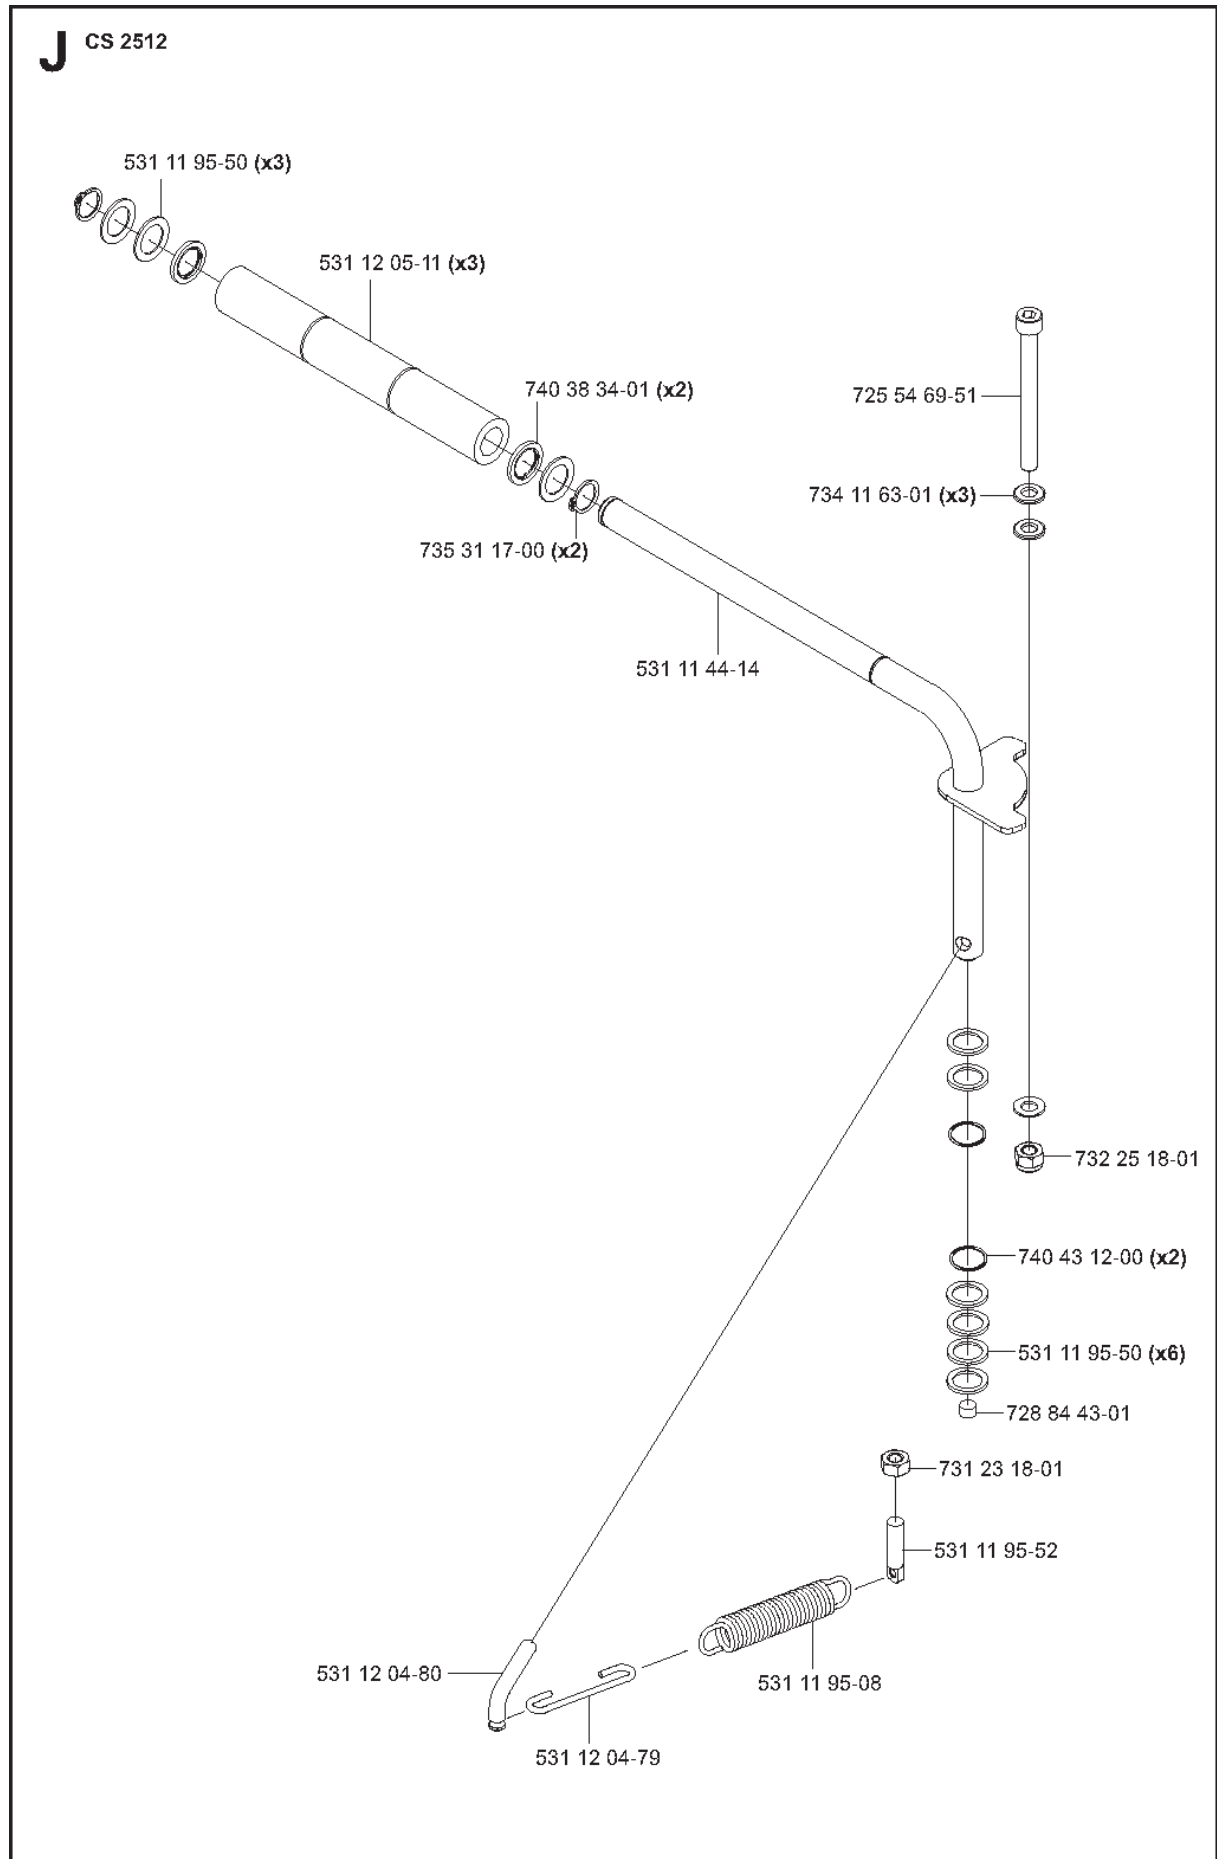 J CS 2512
531 11 95-50 (x3)
531 12 05-11 (x3)
740 38 34-01 (x2)
725 54 69-51
734 11 63-01 (x3)
735 31 17-00 (x2)
531 11 44-14
732 25 18-01
740 43 12-00 (x2)
531 11 95-50 (x6)
728 84 43-01
731 23 18-01
531 11 95-52
531 12 04-80
531 11 95-08
531 12 04-79